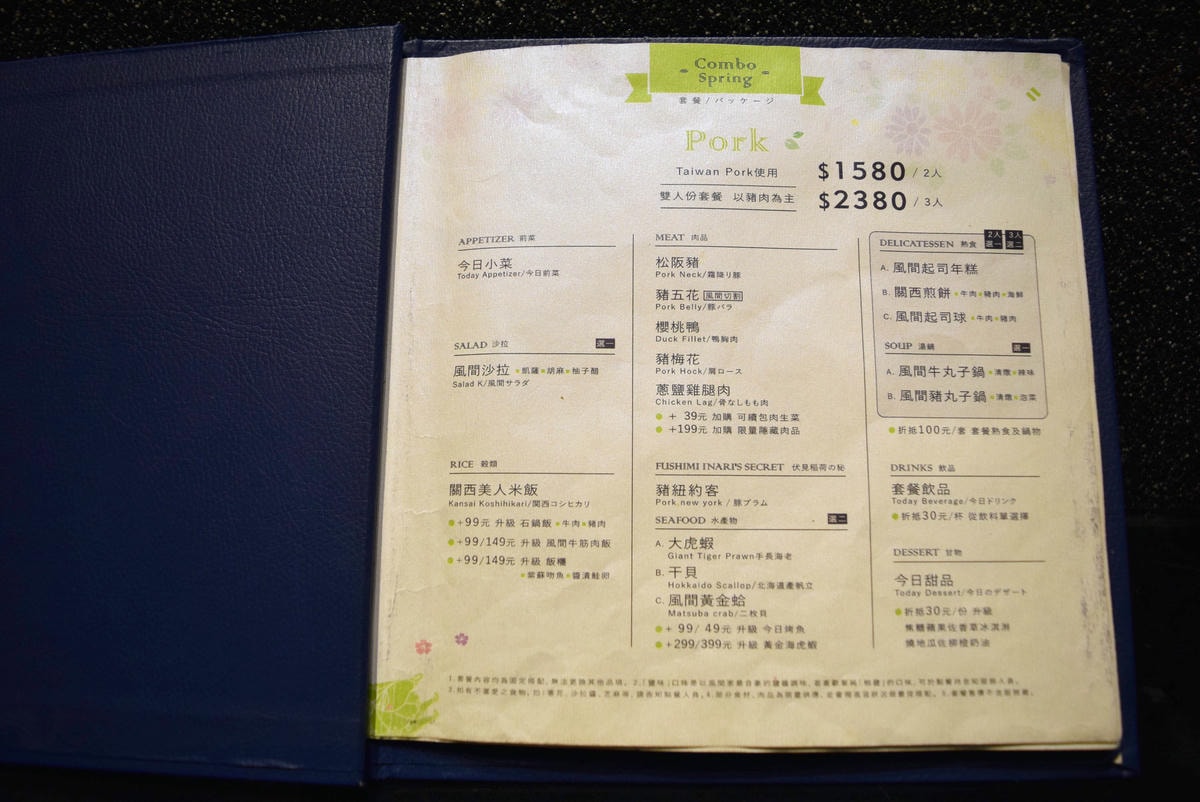 Combo
Spring
套餐/パッケージ
Pork
Taiwan Pork使用
$1580 / 2人
雙人份套餐 以豬肉為主
$2380 / 3人
APPETIZER 前菜
今日小菜
Today Appetizer/今日前菜
SALAD 沙拉 選一
風間沙拉 凱薩 胡麻 柚子醋
Salad K/風間サラダ
RICE 穀類
關西美人米飯
Kansai Koshihikari/関西コシヒカリ
+99元 升級 石鍋飯 牛肉 豬肉
+99/149元 升級 風間牛筋肉飯
+99/149元 升級 飯糰
紫蘇吻魚 醬漬鮭卵
MEAT 肉品
松阪豬
Pork Neck/霜降り豚
豬五花 風間切割
Pork Belly/豚バラ
櫻桃鴨
Duck Fillet/鴨胸肉
豬梅花
Pork Hock/肩ロース
蔥鹽雞腿肉
Chicken Lag/骨なしもも肉
+ 39元 加購 可續包肉生菜
+199元 加購 限量隱藏肉品
FUSHIMI INARI'S SECRET 伏見稲荷の秘
豬紐約客
Pork new york / 豚プラム
SEAFOOD 水產物 選二
A. 大虎蝦
Giant Tiger Prawn手長海老
B. 干貝
Hokkaido Scallop/北海道產帆立
C. 風間黃金蛤
Matsuba crab/二枚貝
+ 99/ 49元 升級 今日烤魚
+299/399元 升級 黃金海虎蝦
DELICATESSEN 熱食 2人選一 3人選二
A. 風間起司年糕
B. 關西煎餅 牛肉 豬肉 海鮮
C. 風間起司球 牛肉 豬肉
SOUP 湯鍋 選一
A. 風間牛丸子鍋 清燉 辣味
B. 風間豬丸子鍋 清燉 泡菜
折抵100元/套 套餐熟食及鍋物
DRINKS 飲品
套餐飲品
Today Beverage/今日ドリンク
折抵30元/杯 從飲料單選擇
DESSERT 甘物
今日甜品
Today Dessert/今日のデザート
折抵30元/份 升級
焦糖蘋果佐香草冰淇淋
燒地瓜佐柳橙奶油